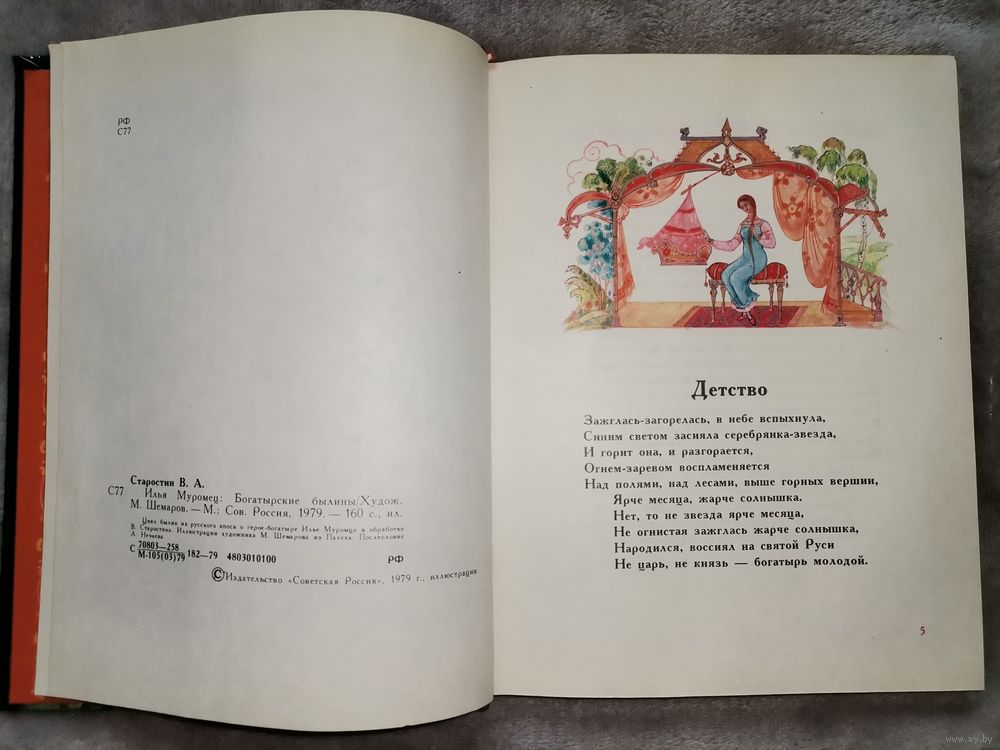 РФ
С77
Старостин В. А.
С77 Илья Муромец: Богатырские былины/Худож.
М. Шемаров. — М.: Сов. Россия, 1979. — 160 с., ил.
Цикл былин из русского эпоса о герое-богатыре Илье Муромце в обработке
В. Старостина. Иллюстрации художника М. Шемарова из Палеха. Послесловие
А. Нечаева.
С 70803—258
М-105(03)79 182—79 4803010100 РФ
© Издательство «Советская Россия», 1979 г., иллюстрации.
Детство
Зажглась-загорелась, в небе вспыхнула,
Синим светом засияла серебрянка-звезда,
И горит она, и разгорается,
Огнем-заревом воспламеняется
Над полями, над лесами, выше горных вершин,
Ярче месяца, жарче солнышка.
Нет, то не звезда ярче месяца,
Не огнистая зажглась жарче солнышка,
Народился, воссиял на святой Руси
Не царь, не князь — богатырь молодой.
5
www.ay.by